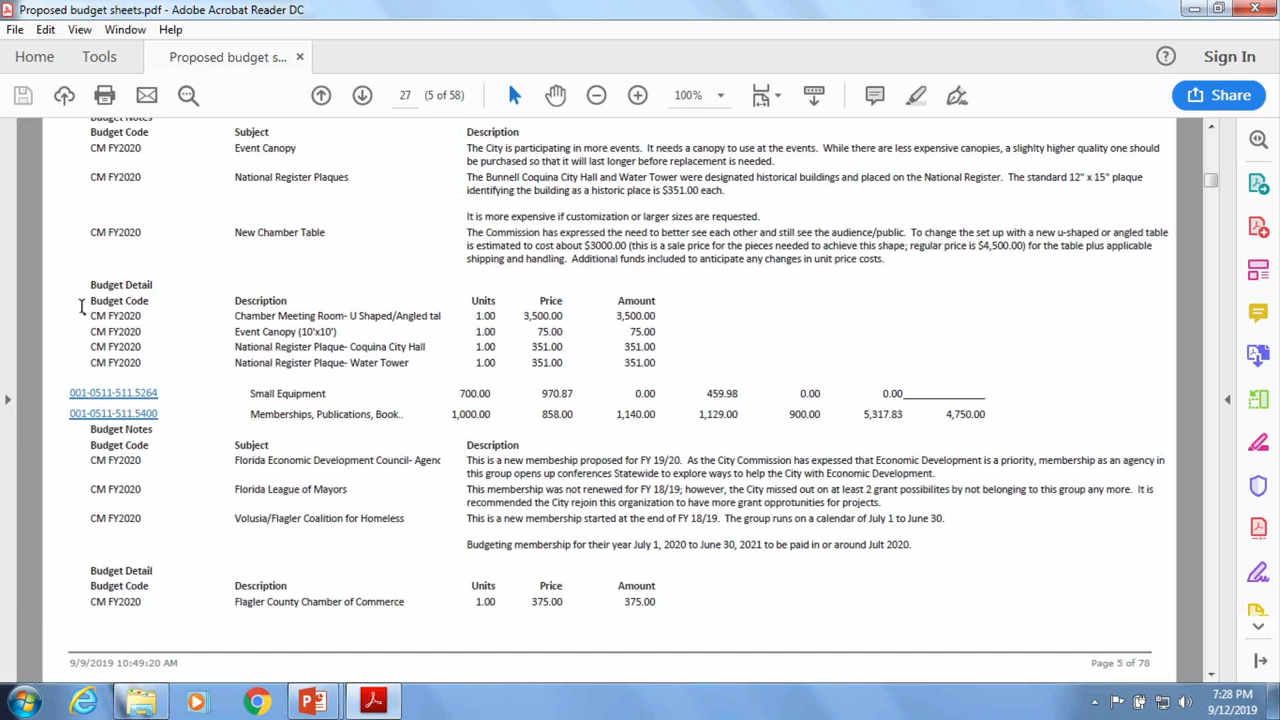 Proposed budget sheets.pdf - Adobe Acrobat Reader DC
File Edit View Window Help
Home Tools Proposed budget s... × ? Sign In
27 (5 of 58) 100% Share
Budget Notes
Budget Code Subject Description
CM FY2020 Event Canopy The City is participating in more events. It needs a canopy to use at the events. While there are less expensive canopies, a slighlty higher quality one should
be purchased so that it will last longer before replacement is needed.
CM FY2020 National Register Plaques The Bunnell Coquina City Hall and Water Tower were designated historical buildings and placed on the National Register. The standard 12" x 15" plaque
identifying the building as a historic place is $351.00 each.
It is more expensive if customization or larger sizes are requested.
CM FY2020 New Chamber Table The Commission has expressed the need to better see each other and still see the audience/public. To change the set up with a new u-shaped or angled table
is estimated to cost about $3000.00 (this is a sale price for the pieces needed to achieve this shape; regular price is $4,500.00) for the table plus applicable
shipping and handling. Additional funds included to anticipate any changes in unit price costs.
Budget Detail
Budget Code Description Units Price Amount
CM FY2020 Chamber Meeting Room- U Shaped/Angled tal 1.00 3,500.00 3,500.00
CM FY2020 Event Canopy (10'x10') 1.00 75.00 75.00
CM FY2020 National Register Plaque- Coquina City Hall 1.00 351.00 351.00
CM FY2020 National Register Plaque- Water Tower 1.00 351.00 351.00
001-0511-511.5264 Small Equipment 700.00 970.87 0.00 459.98 0.00 0.00
001-0511-511.5400 Memberships, Publications, Book.. 1,000.00 858.00 1,140.00 1,129.00 900.00 5,317.83 4,750.00
Budget Notes
Budget Code Subject Description
CM FY2020 Florida Economic Development Council- Agenc This is a new membeship proposed for FY 19/20. As the City Commission has expessed that Economic Development is a priority, membership as an agency in
this group opens up conferences Statewide to explore ways to help the City with Economic Development.
CM FY2020 Florida League of Mayors This membership was not renewed for FY 18/19; however, the City missed out on at least 2 grant possibilites by not belonging to this group any more. It is
recommended the City rejoin this organization to have more grant opprotunities for projects.
CM FY2020 Volusia/Flagler Coalition for Homeless This is a new membership started at the end of FY 18/19. The group runs on a calendar of July 1 to June 30.
Budgeting membership for their year July 1, 2020 to June 30, 2021 to be paid in or around Jult 2020.
Budget Detail
Budget Code Description Units Price Amount
CM FY2020 Flagler County Chamber of Commerce 1.00 375.00 375.00
9/9/2019 10:49:20 AM Page 5 of 78
7:28 PM
9/12/2019